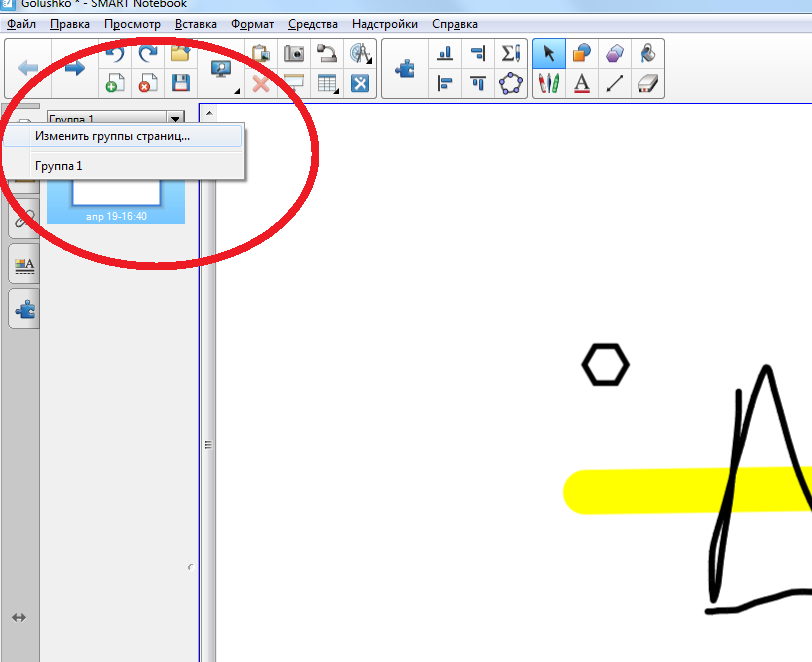 Golushko * - SMART Notebook
Файл Правка Просмотр Вставка Формат Средства Надстройки Справка
Группа 1
Изменить группы страниц...
Группа 1
апр 19-16:40